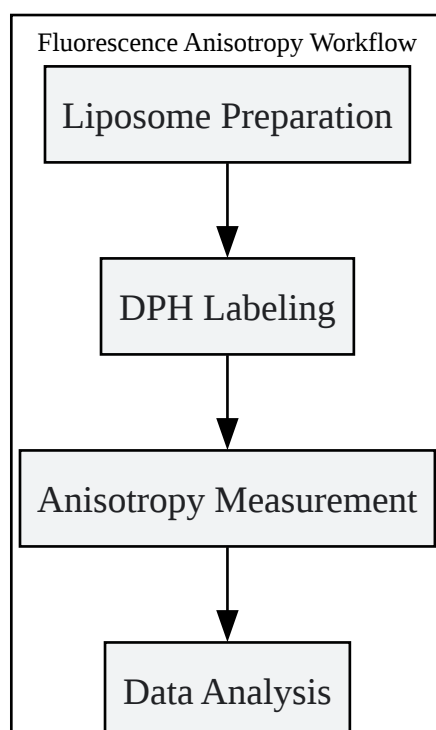 Fluorescence Anisotropy Workflow
Liposome Preparation
DPH Labeling
Anisotropy Measurement
Data Analysis